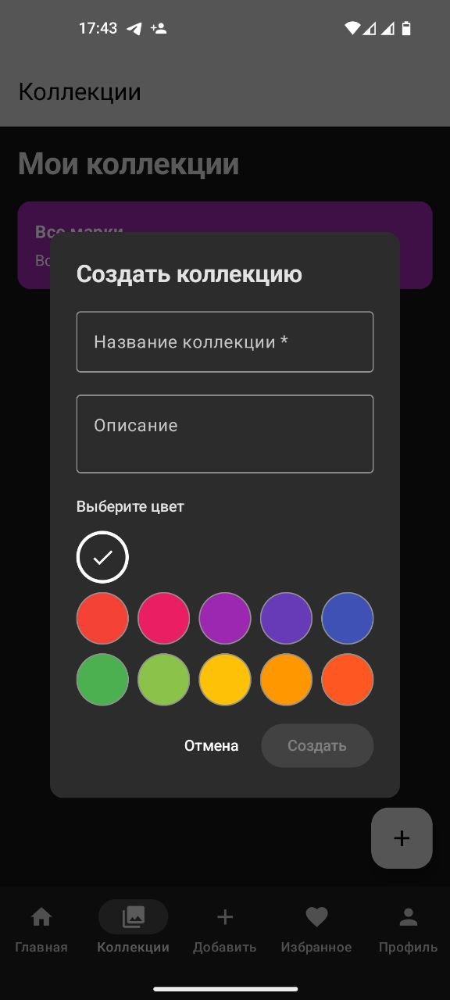 17:43
Коллекции
Мои коллекции
Все марки
Создать коллекцию
Название коллекции *
Описание
Выберите цвет
Отмена
Создать
Главная
Коллекции
Добавить
Избранное
Профиль